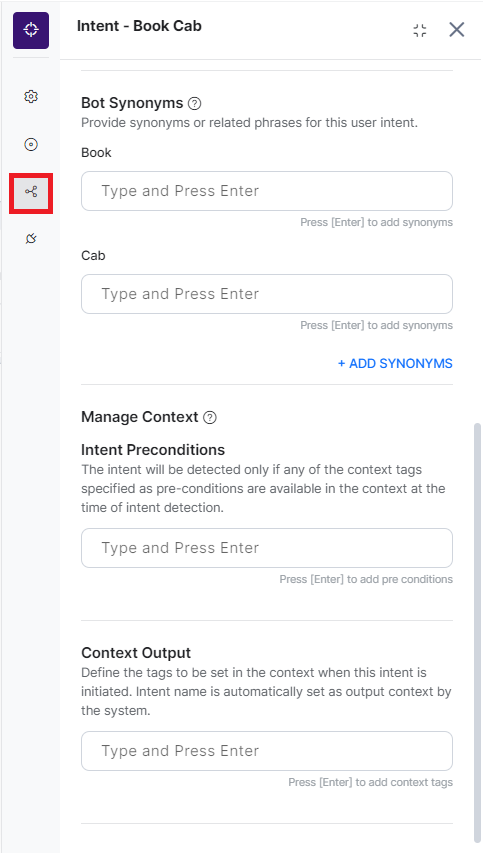 Intent - Book Cab
Bot Synonyms ?
Provide synonyms or related phrases for this user intent.
Book
Type and Press Enter
Press [Enter] to add synonyms
Cab
Type and Press Enter
Press [Enter] to add synonyms
+ ADD SYNONYMS
Manage Context ?
Intent Preconditions
The intent will be detected only if any of the context tags
specified as pre-conditions are available in the context at the
time of intent detection.
Type and Press Enter
Press [Enter] to add pre conditions
Context Output
Define the tags to be set in the context when this intent is
initiated. Intent name is automatically set as output context by
the system.
Type and Press Enter
Press [Enter] to add context tags